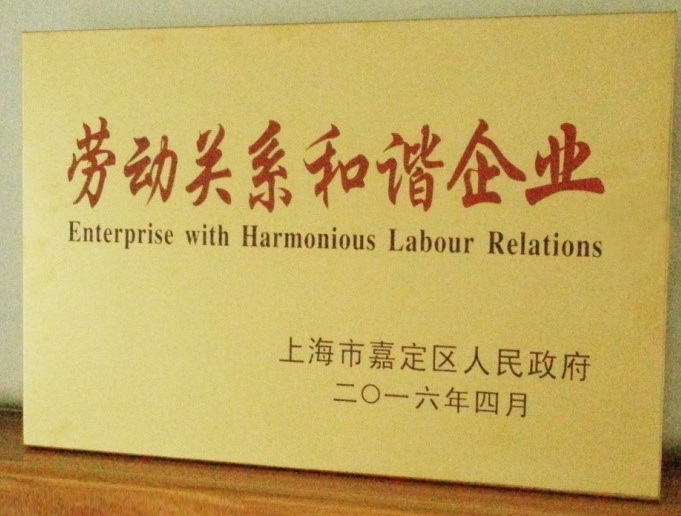 劳动关系和谐企业
Enterprise with Harmonious Labour Relations
上海市嘉定区人民政府
二〇一六年四月